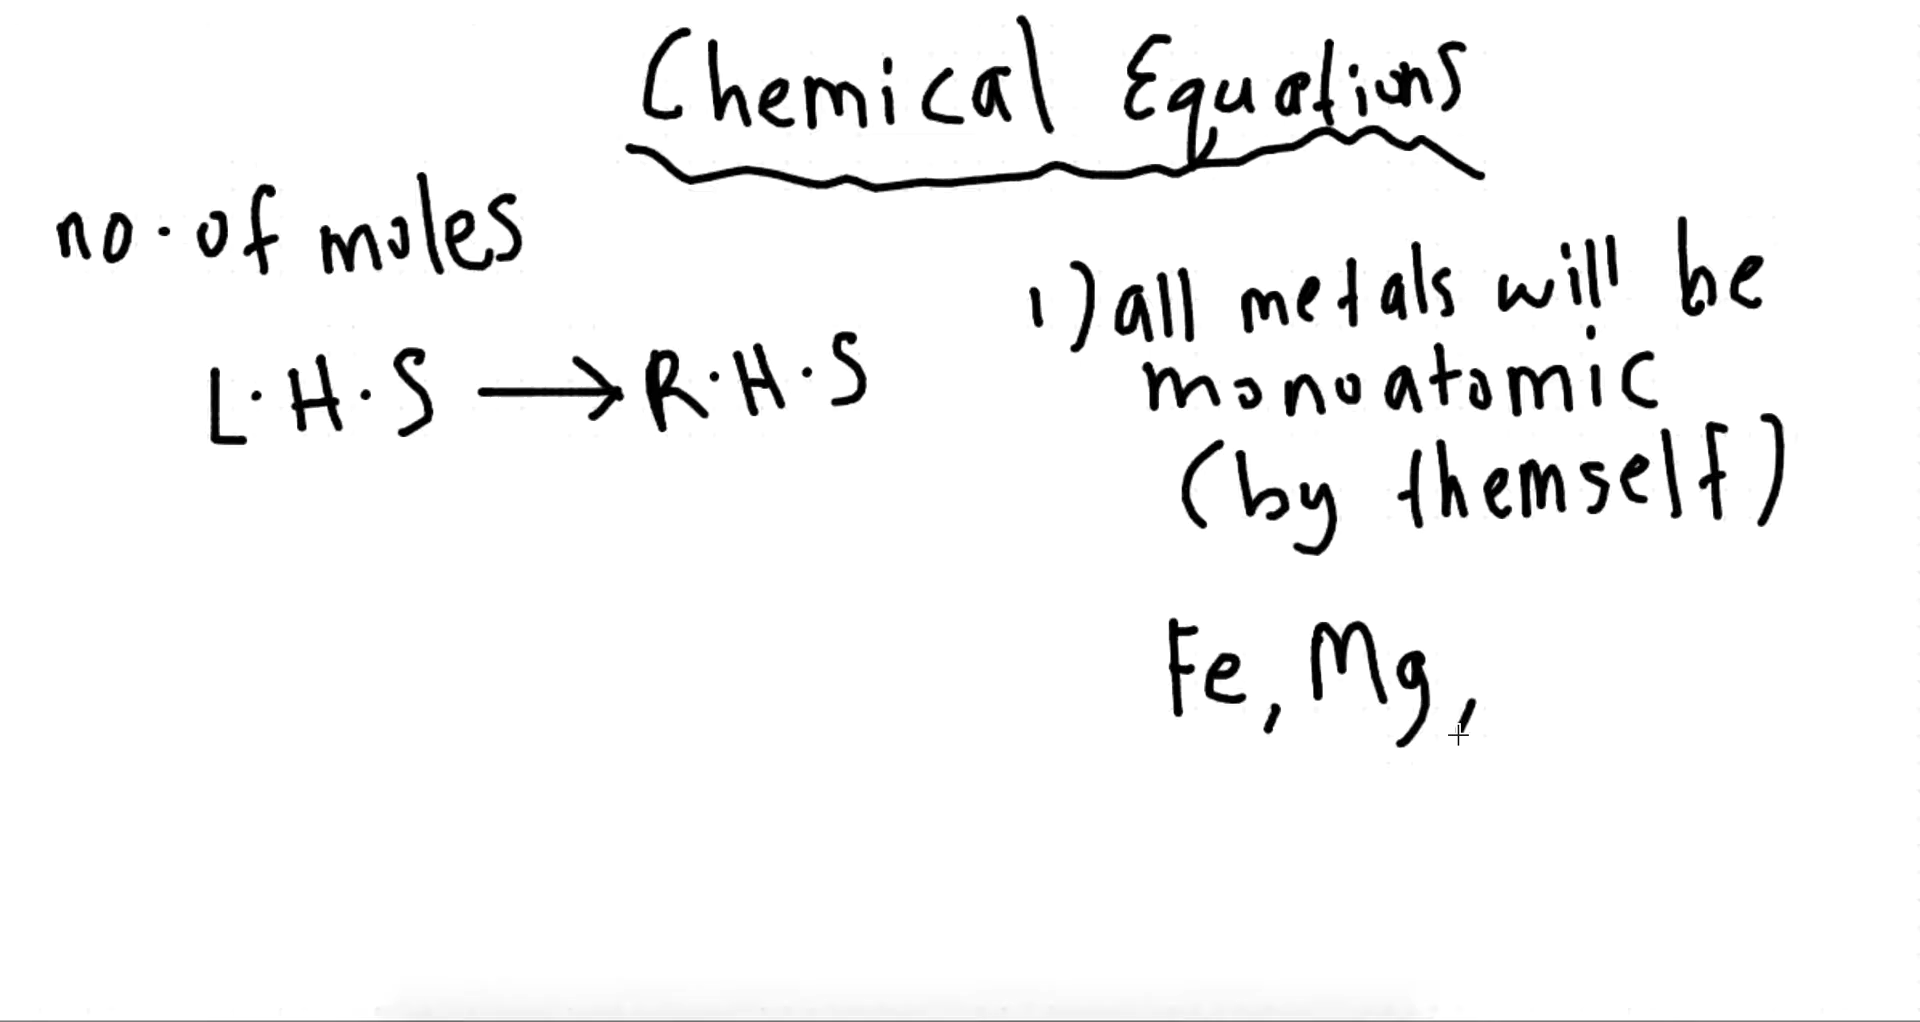 Chemical Equations
no. of moles
L.H.S → R.H.S
1) all metals will be
monoatomic
(by themself)
Fe, Mg,